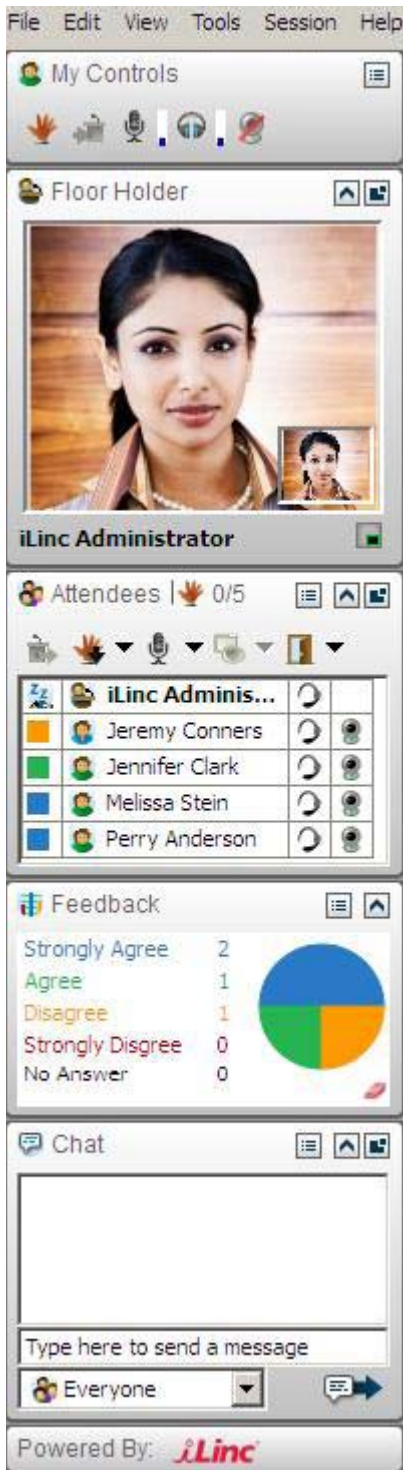 File Edit View Tools Session Help
My Controls
Floor Holder
iLinc Administrator
Attendees | 0/5
iLinc Adminis...
Jeremy Conners
Jennifer Clark
Melissa Stein
Perry Anderson
Feedback
Strongly Agree 2
Agree 1
Disagree 1
Strongly Disgree 0
No Answer 0
Chat
Type here to send a message
Everyone
Powered By: iLinc